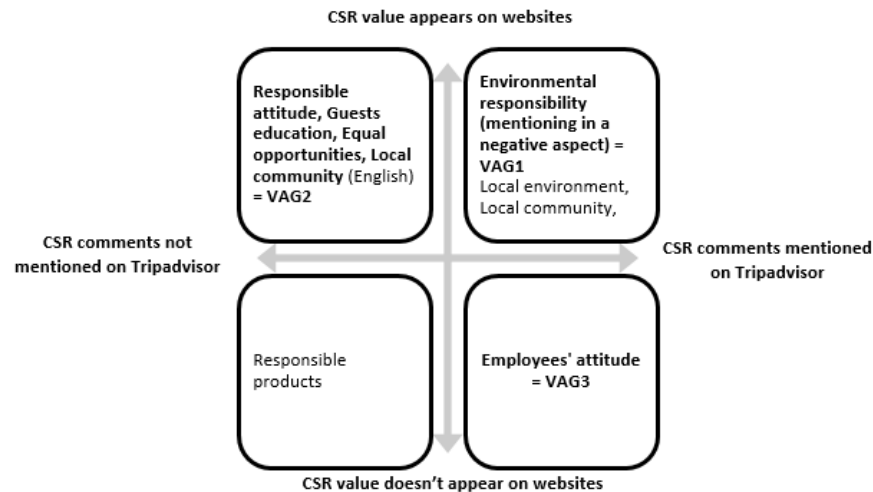 CSR value appears on websites
Responsible
attitude, Guests
education, Equal
opportunities, Local
community (English)
= VAG2
Environmental
responsibility
(mentioning in a
negative aspect) =
VAG1
Local environment,
Local community,
CSR comments not
mentioned on Tripadvisor
CSR comments mentioned
on Tripadvisor
Responsible
products
Employees' attitude
= VAG3
CSR value doesn’t appear on websites